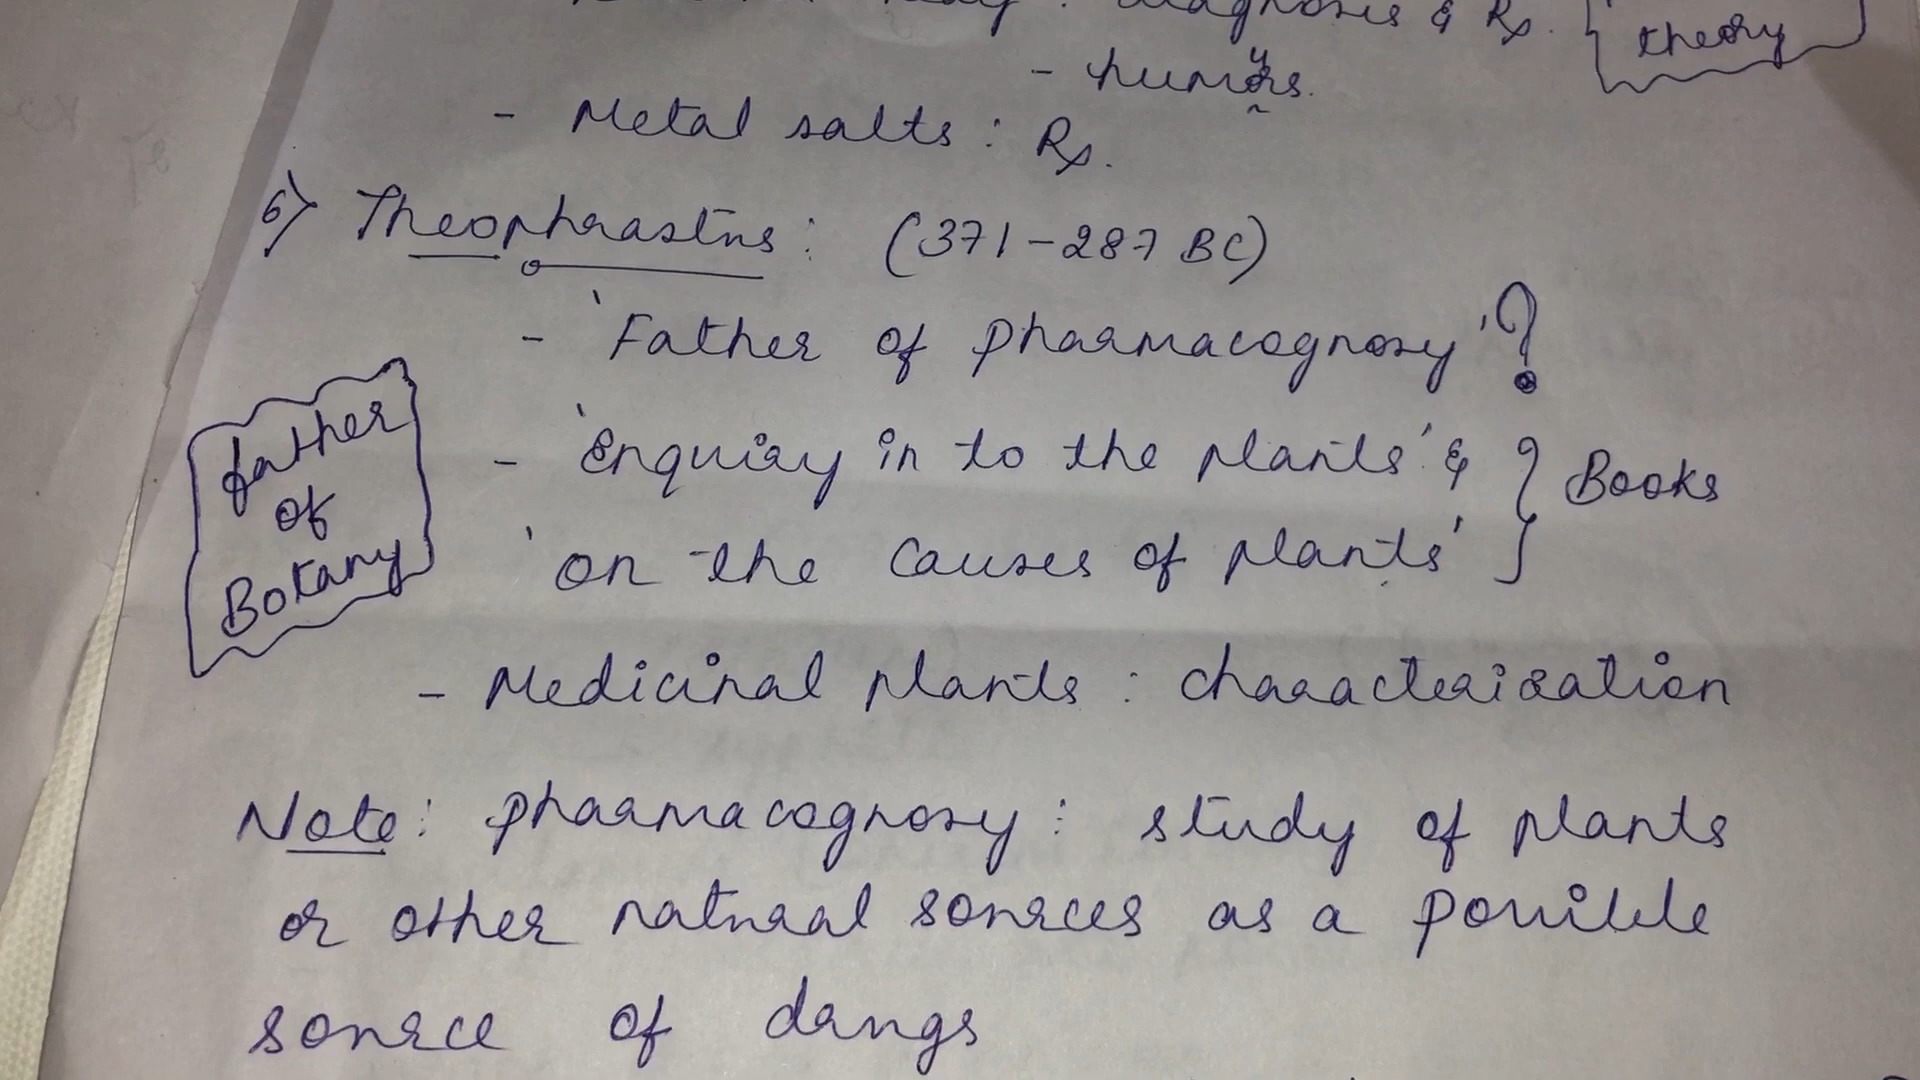 diagnosis & Rx.
theory
- humors.
- Metal salts : Rx.
6) Theophrastus : (371-287 BC)
- 'Father of pharmacognosy' ?
father
of
Botany
- 'Enquiry in to the plants' & } Books
'on the causes of plants'
- Medicinal plants : characterization
Note : pharmacognosy : study of plants
or other natural sources as a possible
source of drugs